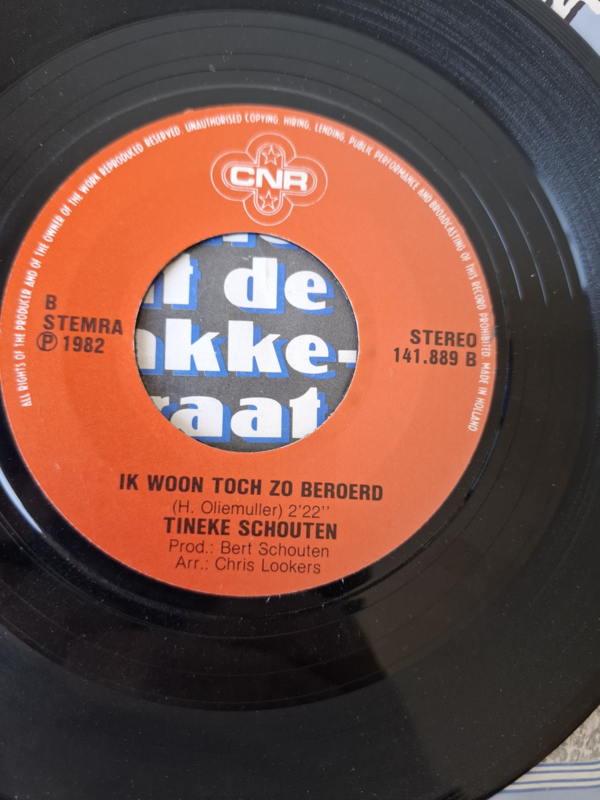 ALL RIGHTS OF THE PRODUCER AND OF THE OWNER OF THE WORK REPRODUCED RESERVED. UNAUTHORISED COPYING, HIRING, LENDING, PUBLIC PERFORMANCE AND BROADCASTING OF THIS RECORD PROHIBITED. MADE IN HOLLAND.
CNR
t de
akke-
raat
B
STEMRA
Ⓟ 1982
STEREO
141.889 B
IK WOON TOCH ZO BEROERD
(H. Oliemuller) 2'22''
TINEKE SCHOUTEN
Prod.: Bert Schouten
Arr.: Chris Lookers